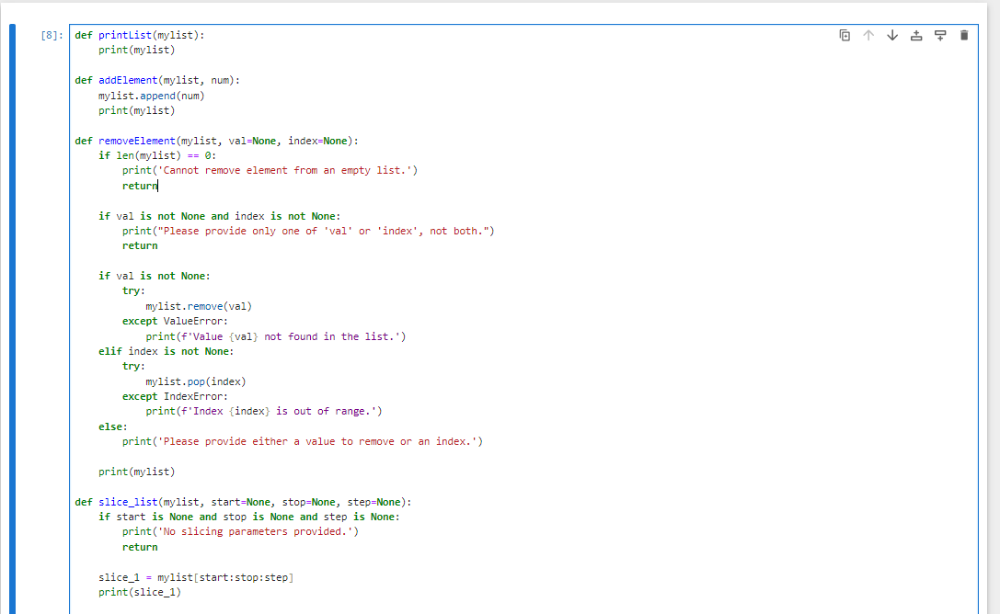 [8]: def printList(mylist):
    print(mylist)

def addElement(mylist, num):
    mylist.append(num)
    print(mylist)

def removeElement(mylist, val=None, index=None):
    if len(mylist) == 0:
        print('Cannot remove element from an empty list.')
        return

    if val is not None and index is not None:
        print("Please provide only one of 'val' or 'index', not both.")
        return

    if val is not None:
        try:
            mylist.remove(val)
        except ValueError:
            print(f'Value {val} not found in the list.')
    elif index is not None:
        try:
            mylist.pop(index)
        except IndexError:
            print(f'Index {index} is out of range.')
    else:
        print('Please provide either a value to remove or an index.')

    print(mylist)

def slice_list(mylist, start=None, stop=None, step=None):
    if start is None and stop is None and step is None:
        print('No slicing parameters provided.')
        return

    slice_1 = mylist[start:stop:step]
    print(slice_1)